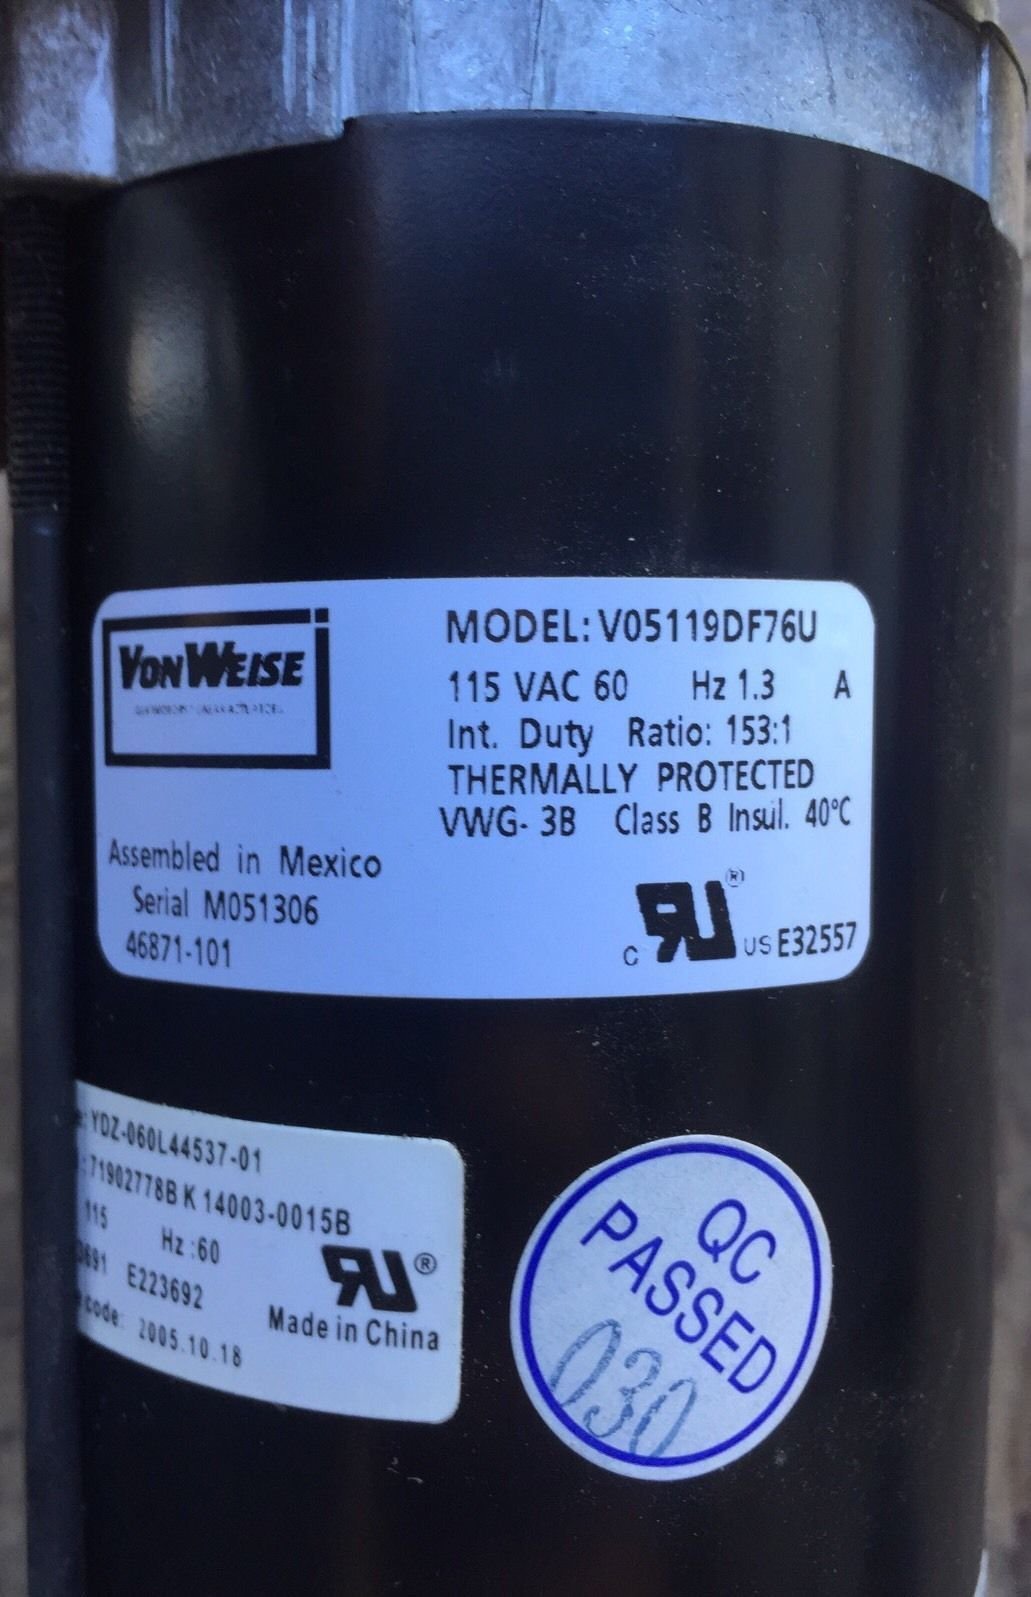 VONWEISE
MODEL: V05119DF76U
115 VAC 60 Hz 1.3 A
Int. Duty Ratio: 153:1
THERMALLY PROTECTED
VWG- 3B Class B Insul. 40°C
Assembled in Mexico
Serial M051306
46871-101
C RU ® US E32557
YDZ-060L44537-01
:71902778B K 14003-0015B
115 Hz :60
E223692 RU ®
code: 2005.10.18 Made in China
QC
PASSED
030